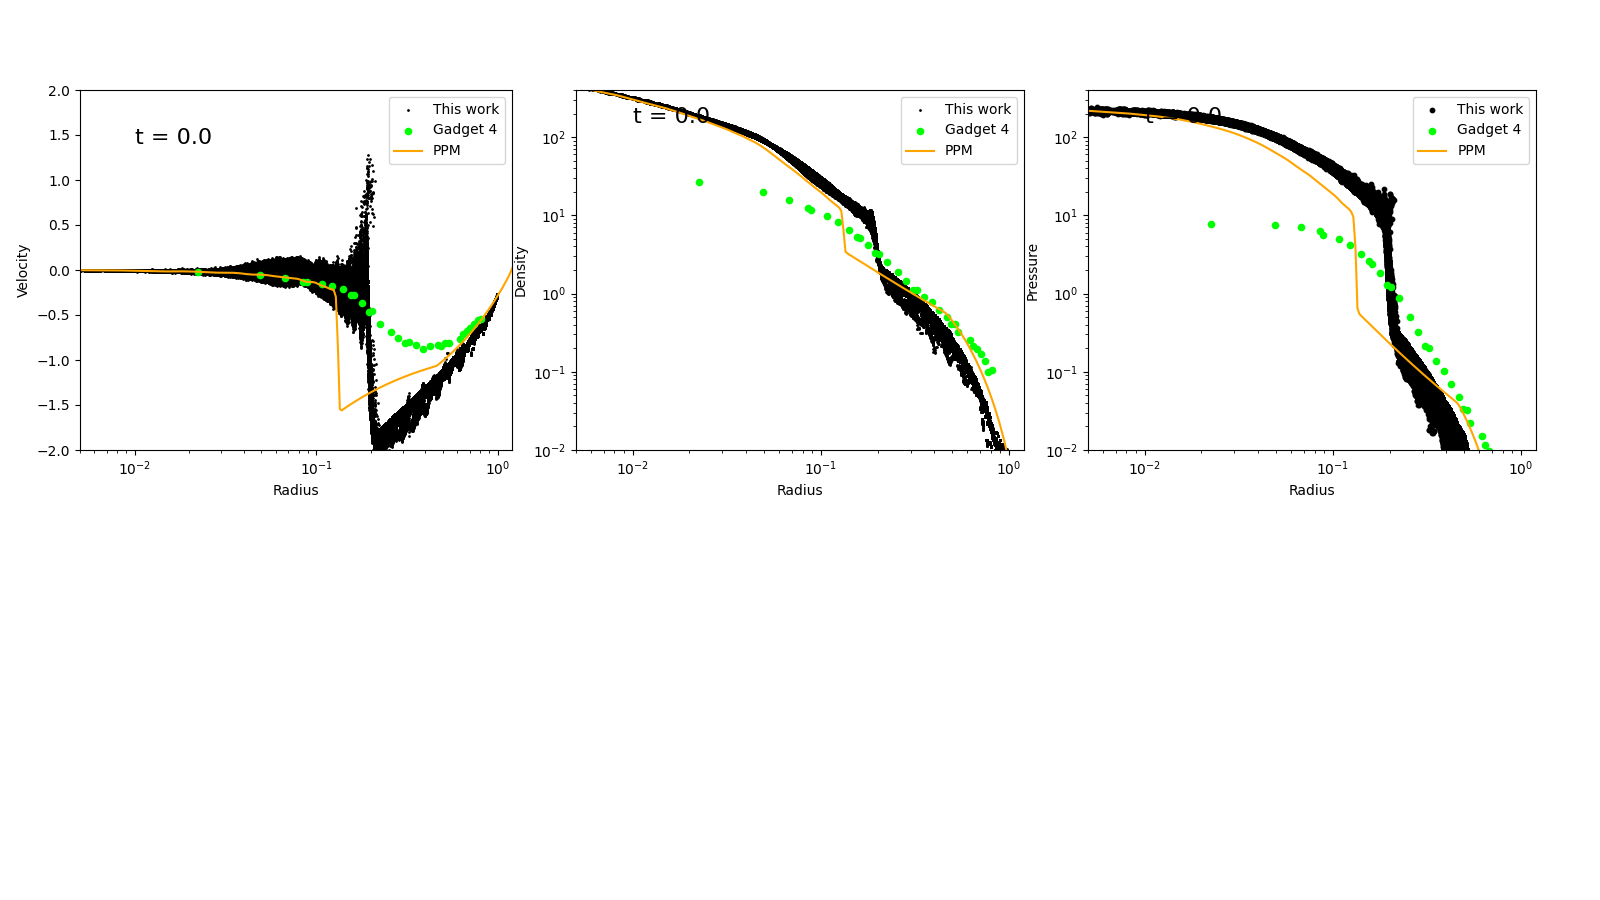 2.0
1.5
1.0
0.5
0.0
−0.5
−1.0
−1.5
−2.0
Velocity
t = 0.0
This work
Gadget 4
PPM
10⁻²
10⁻¹
10⁰
Radius
10²
10¹
10⁰
10⁻¹
10⁻²
Density
t = 0.0
This work
Gadget 4
PPM
10⁻²
10⁻¹
10⁰
Radius
10²
10¹
10⁰
10⁻¹
10⁻²
Pressure
t = 0.0
This work
Gadget 4
PPM
10⁻²
10⁻¹
10⁰
Radius